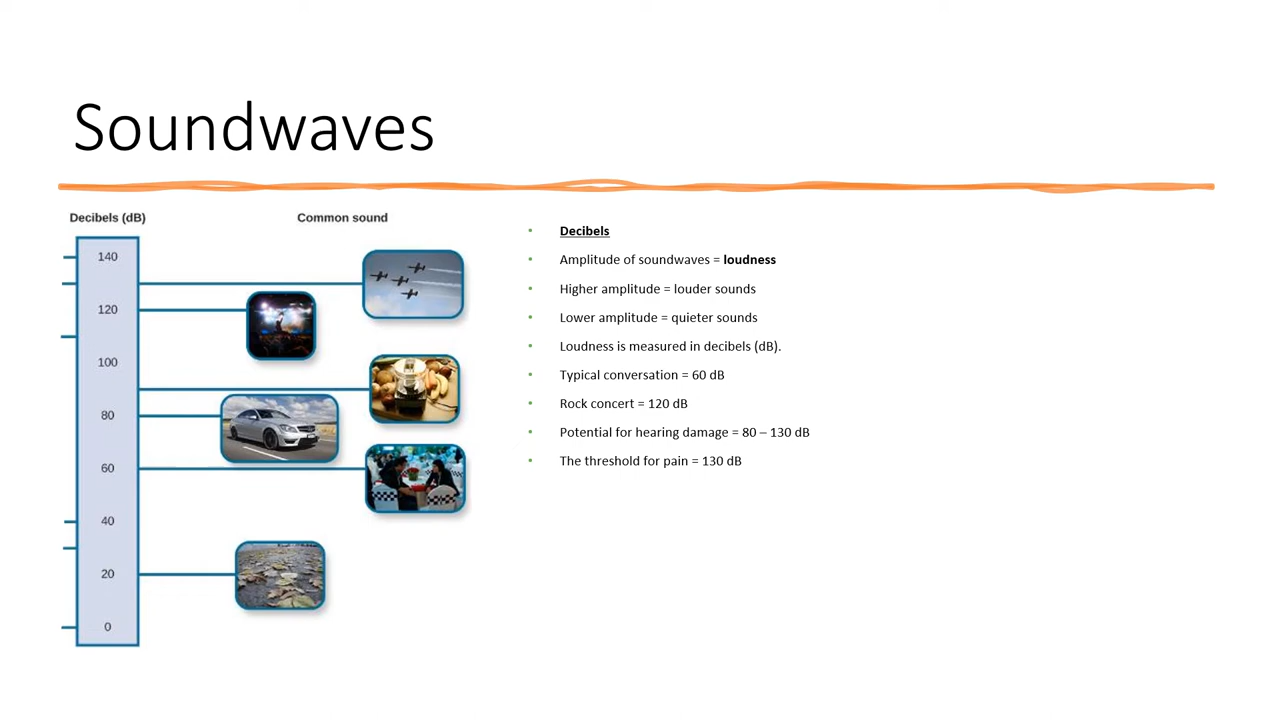 Soundwaves
Decibels (dB)
Common sound
140
120
100
80
60
40
20
0
Decibels
Amplitude of soundwaves = loudness
Higher amplitude = louder sounds
Lower amplitude = quieter sounds
Loudness is measured in decibels (dB).
Typical conversation = 60 dB
Rock concert = 120 dB
Potential for hearing damage = 80 – 130 dB
The threshold for pain = 130 dB